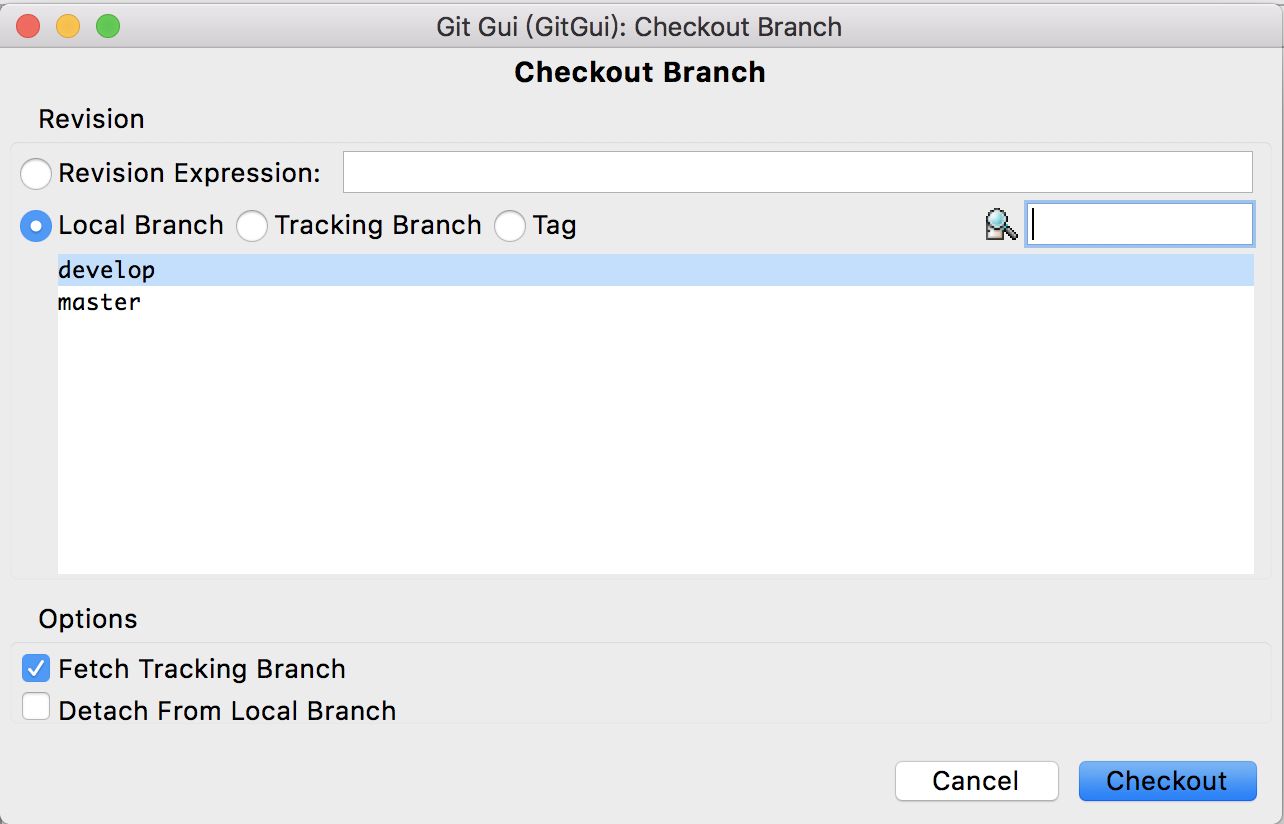 Git Gui (GitGui): Checkout Branch
Checkout Branch
Revision
Revision Expression:
Local Branch Tracking Branch Tag
develop
master
Options
Fetch Tracking Branch
Detach From Local Branch
Cancel Checkout